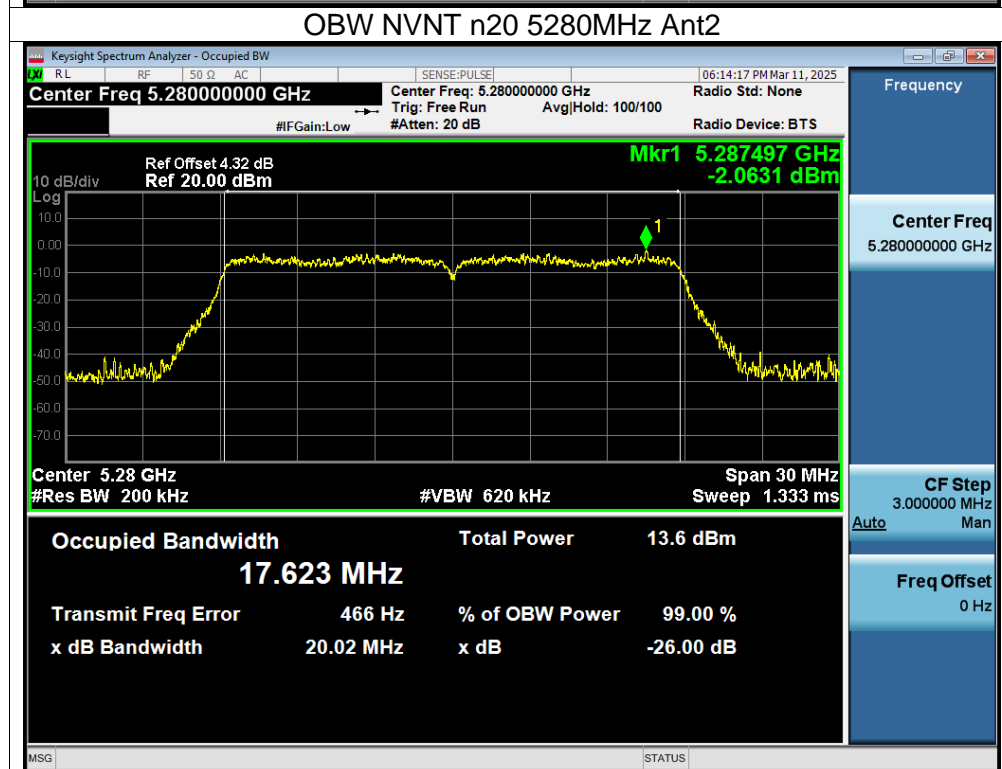 OBW NVNT n20 5280MHz Ant2
Keysight Spectrum Analyzer - Occupied BW
LXI RL RF 50 Ω AC SENSE:PULSE 06:14:17 PM Mar 11, 2025
Center Freq 5.280000000 GHz
Center Freq: 5.280000000 GHz
Radio Std: None
Trig: Free Run Avg|Hold: 100/100
#IFGain:Low
#Atten: 20 dB
Radio Device: BTS
Mkr1 5.287497 GHz
-2.0631 dBm
Ref Offset 4.32 dB
10 dB/div Ref 20.00 dBm
Log
10.0
0.00
-10.0
-20.0
-30.0
-40.0
-50.0
-60.0
-70.0
1
Center 5.28 GHz Span 30 MHz
#Res BW 200 kHz #VBW 620 kHz Sweep 1.333 ms
Occupied Bandwidth Total Power 13.6 dBm
17.623 MHz
Transmit Freq Error 466 Hz % of OBW Power 99.00 %
x dB Bandwidth 20.02 MHz x dB -26.00 dB
MSG STATUS
Frequency
Center Freq
5.280000000 GHz
CF Step
3.000000 MHz
Auto Man
Freq Offset
0 Hz